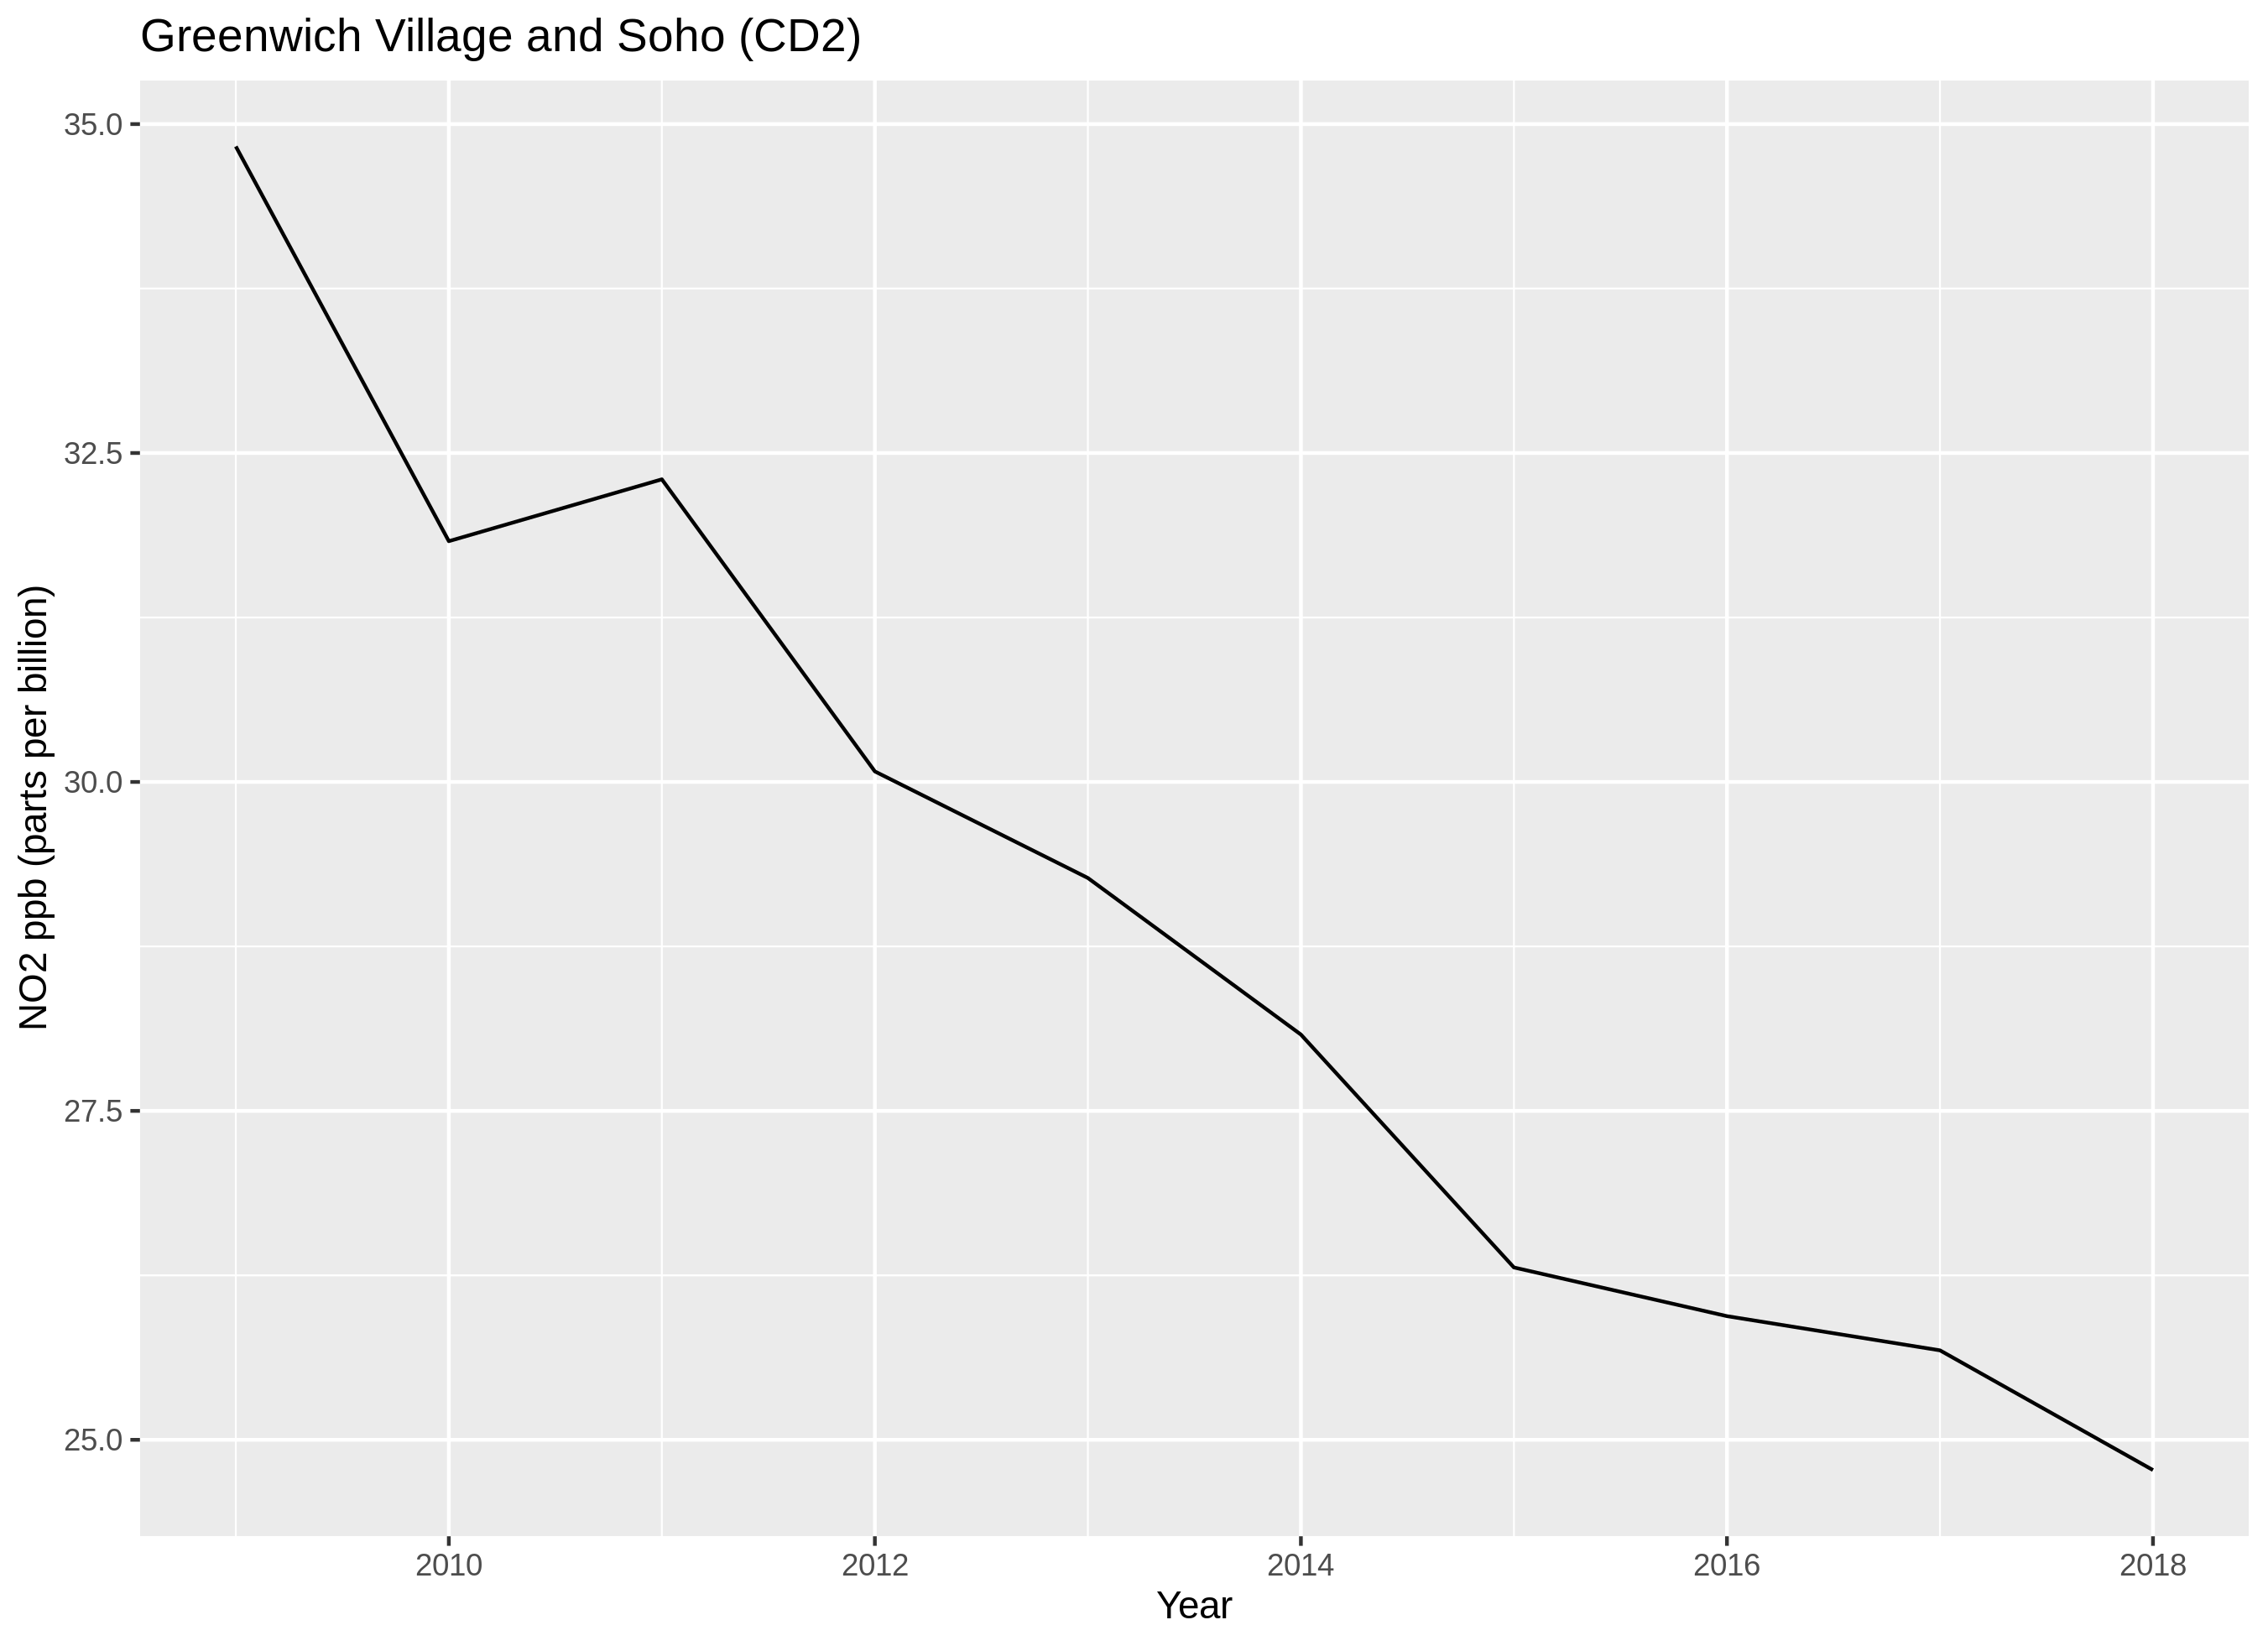 Greenwich Village and Soho (CD2)
NO2 ppb (parts per billion)
35.0
32.5
30.0
27.5
25.0
2010 2012 2014 2016 2018
Year